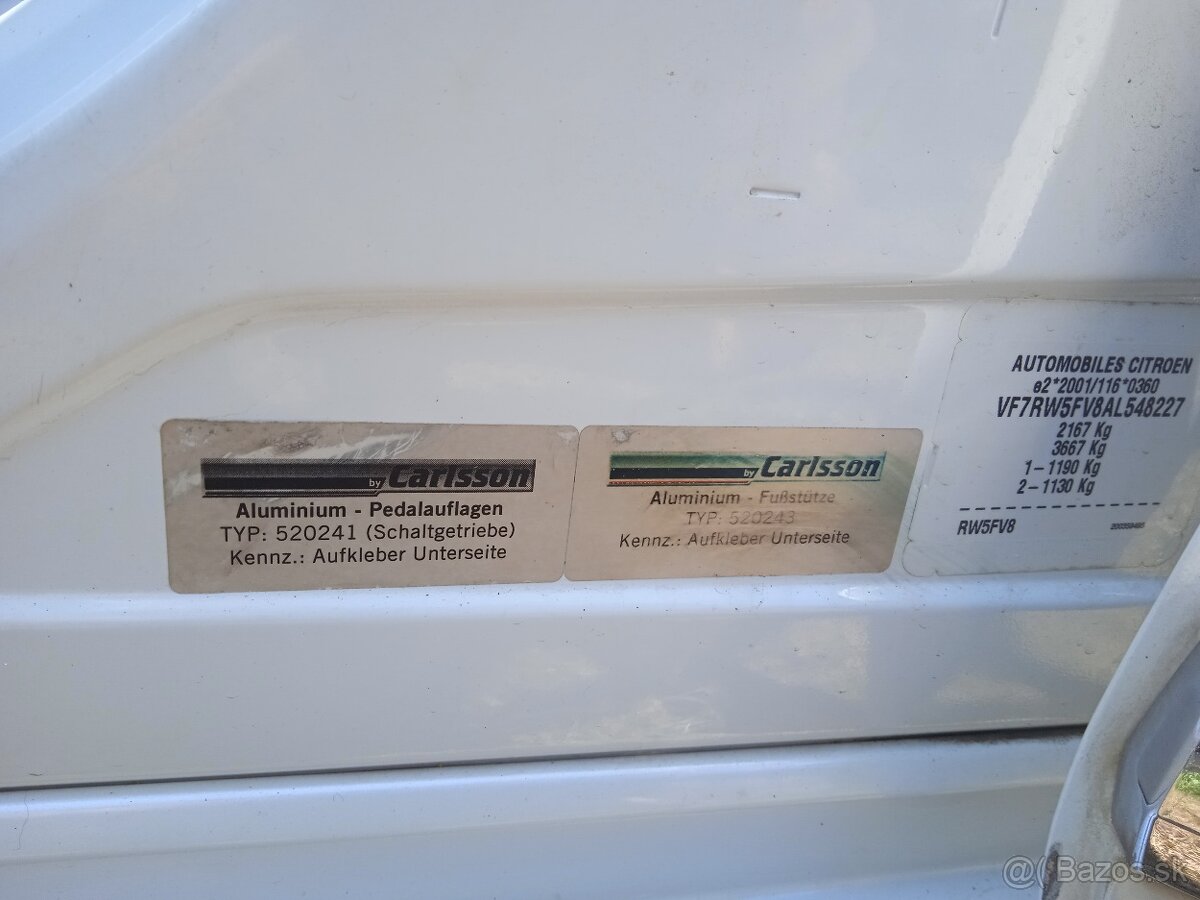 by Carlsson
Aluminium - Pedalauflagen
TYP: 520241 (Schaltgetriebe)
Kennz.: Aufkleber Unterseite
by Carlsson
Aluminium - Fußstütze
TYP: 520243
Kennz.: Aufkleber Unterseite
AUTOMOBILES CITROEN
e2*2001/116*0360
VF7RW5FV8AL548227
2167 Kg
3667 Kg
1-1190 Kg
2-1130 Kg
RW5FV8
Bazos.sk